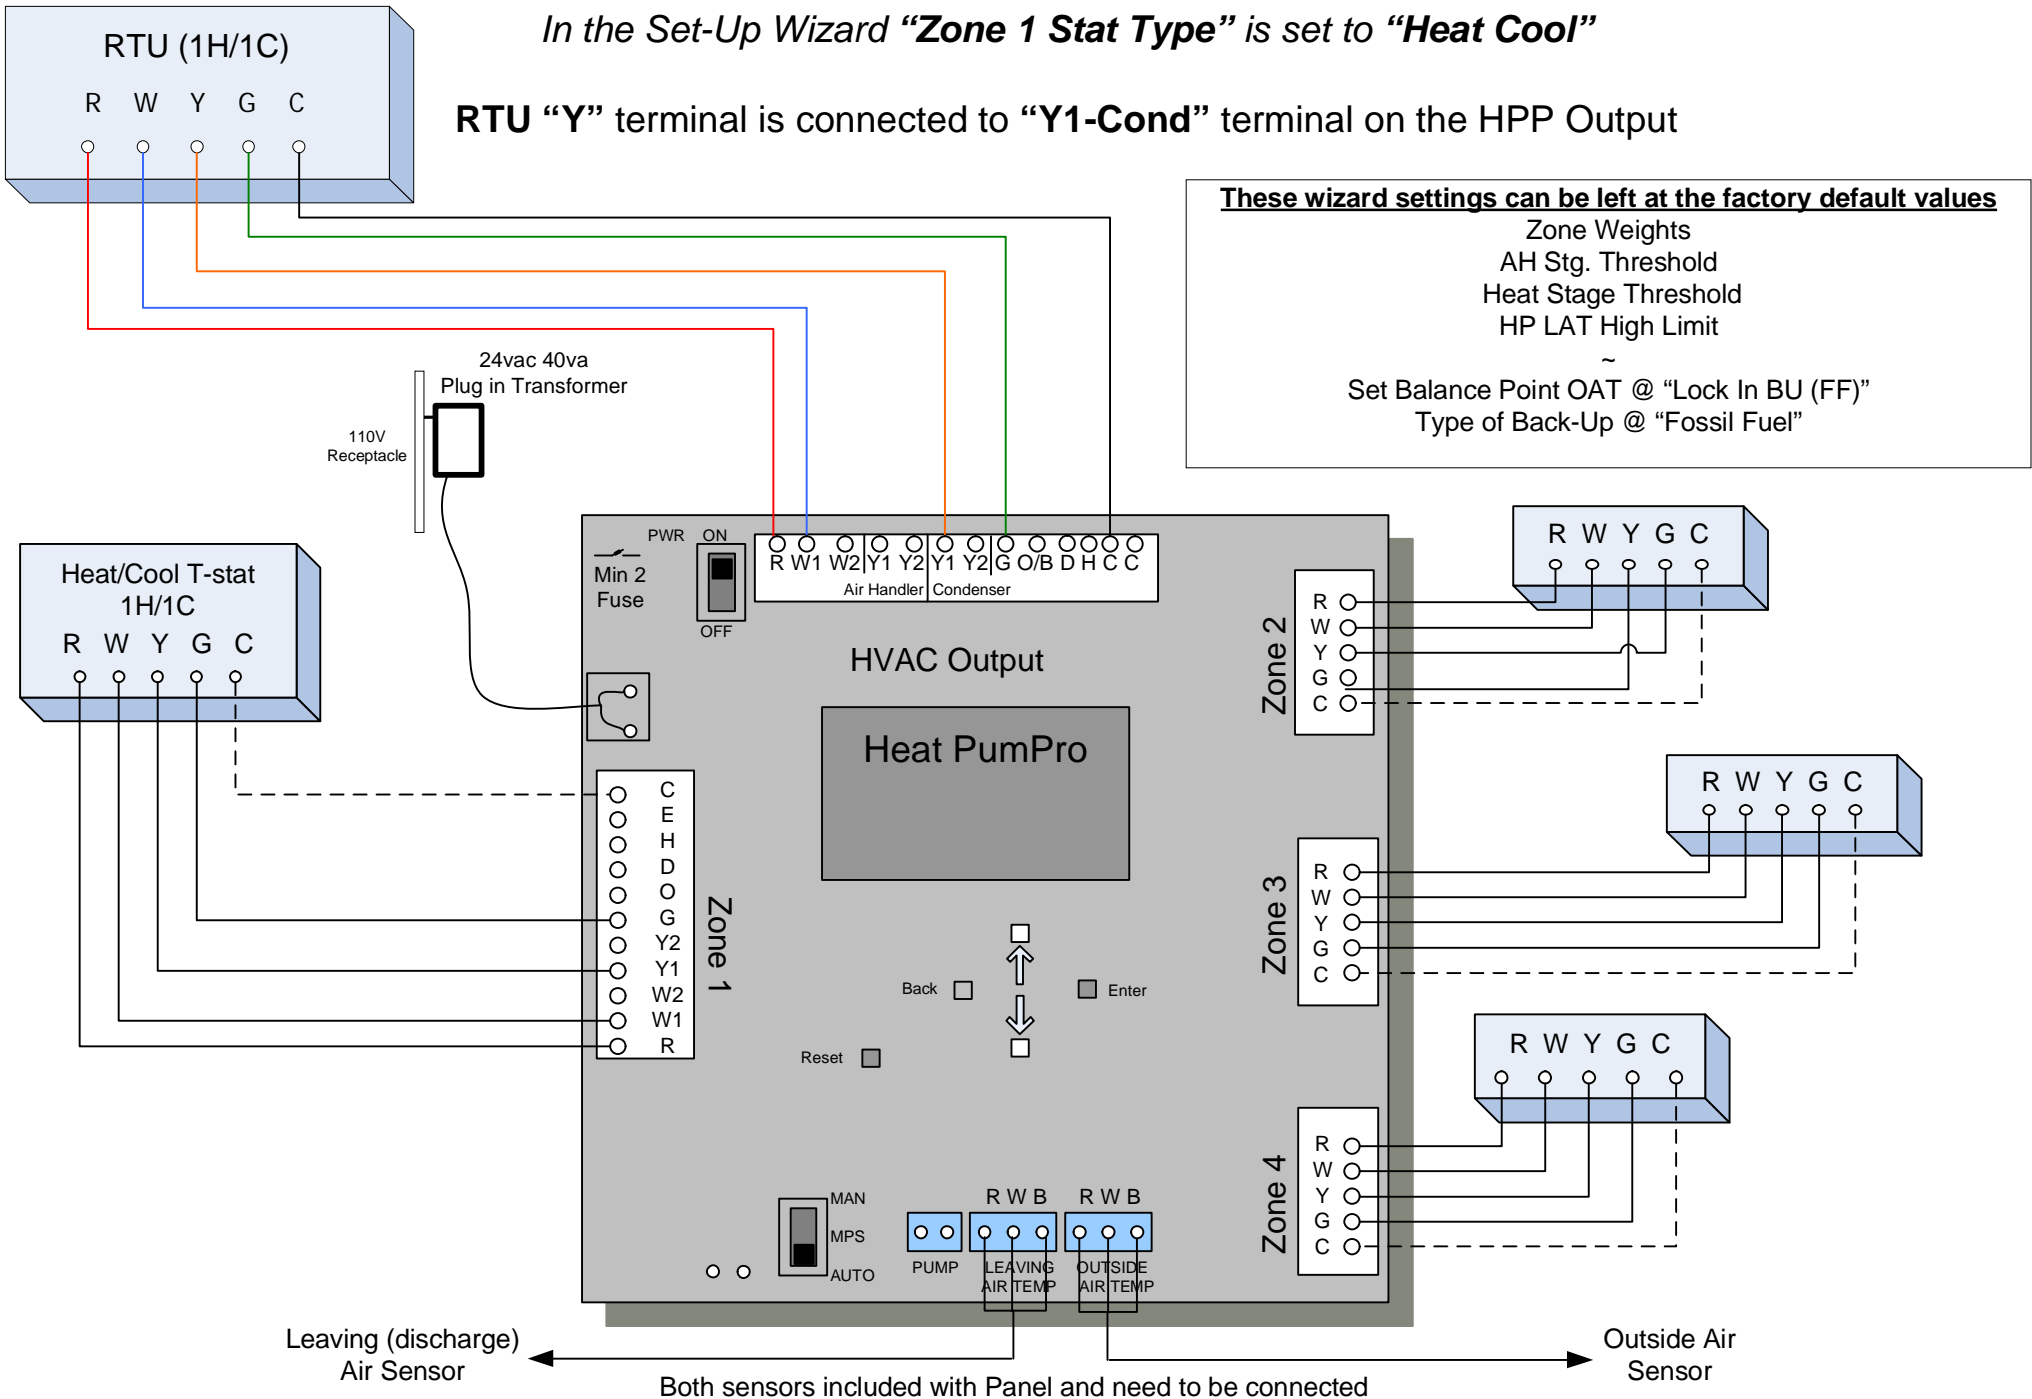 In the Set-Up Wizard “Zone 1 Stat Type” is set to “Heat Cool”
RTU “Y” terminal is connected to “Y1-Cond” terminal on the HPP Output
RTU (1H/1C)
R W Y G C
These wizard settings can be left at the factory default values
Zone Weights
AH Stg. Threshold
Heat Stage Threshold
HP LAT High Limit
~
Set Balance Point OAT @ “Lock In BU (FF)”
Type of Back-Up @ “Fossil Fuel”
24vac 40va
Plug in Transformer
110V
Receptacle
Heat/Cool T-stat
1H/1C
R W Y G C
PWR ON
OFF
Min 2
Fuse
R W1 W2 Y1 Y2 Y1 Y2 G O/B D H C C
Air Handler Condenser
HVAC Output
Heat PumPro
C
E
H
D
O
G
Y2
Y1
W2
W1
R
Zone 1
Back
Enter
Reset
R W Y G C
Zone 2
R
W
Y
G
C
R W Y G C
Zone 3
R
W
Y
G
C
R W Y G C
Zone 4
R
W
Y
G
C
MAN
MPS
AUTO
PUMP
R W B
LEAVING
AIR TEMP
R W B
OUTSIDE
AIR TEMP
Leaving (discharge)
Air Sensor
Outside Air
Sensor
Both sensors included with Panel and need to be connected